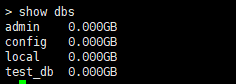 > show dbs
admin    0.000GB
config   0.000GB
local    0.000GB
test_db  0.000GB